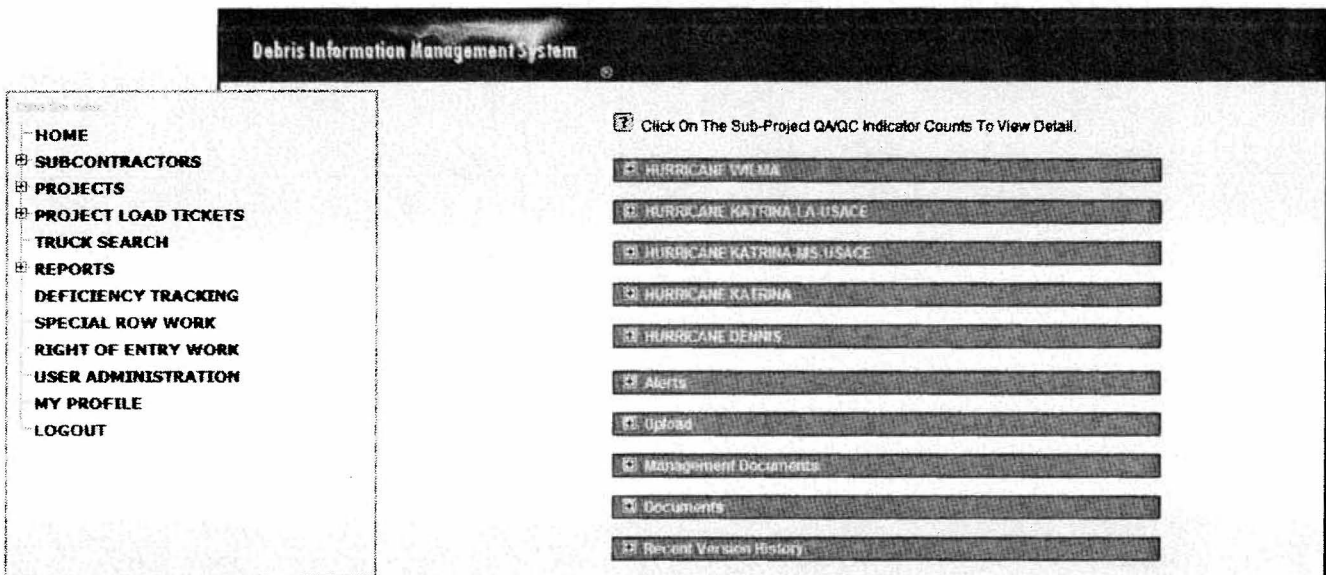 Debris Information Management System
®
HOME
SUBCONTRACTORS
PROJECTS
PROJECT LOAD TICKETS
TRUCK SEARCH
REPORTS
DEFICIENCY TRACKING
SPECIAL ROW WORK
RIGHT OF ENTRY WORK
USER ADMINISTRATION
MY PROFILE
LOGOUT
Click On The Sub-Project QA/QC Indicator Counts To View Detail.
HURRICANE WILMA
HURRICANE KATRINA-LA-USACE
HURRICANE KATRINA-MS-USACE
HURRICANE KATRINA
HURRICANE DENNIS
Alerts
Upload
Management Documents
Documents
Recent Version History